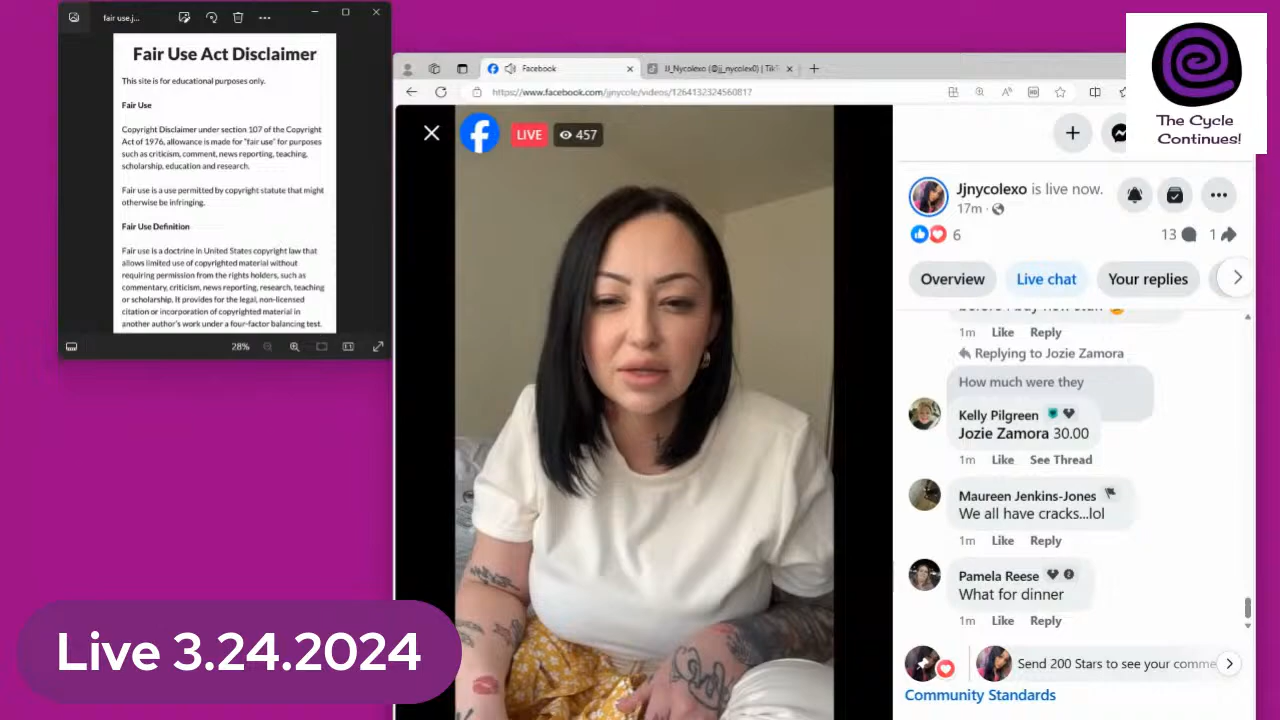 fair use.j...
Fair Use Act Disclaimer
This site is for educational purposes only.
Fair Use
Copyright Disclaimer under section 107 of the Copyright
Act of 1976, allowance is made for "fair use" for purposes
such as criticism, comment, news reporting, teaching,
scholarship, education and research.
Fair use is a use permitted by copyright statute that might
otherwise be infringing.
Fair Use Definition
Fair use is a doctrine in United States copyright law that
allows limited use of copyrighted material without
requiring permission from the rights holders, such as
commentary, criticism, news reporting, research, teaching
or scholarship. It provides for the legal, non-licensed
citation or incorporation of copyrighted material in
another author's work under a four-factor balancing test.
28%
Facebook
JJ_Nycolexo (@jj_nycolex0) | Tik
https://www.facebook.com/jjnycole/videos/1264132324560817
The Cycle
Continues!
LIVE
457
Jjnycolexo is live now.
17m
6
13
1
Overview
Live chat
Your replies
1m Like Reply
Replying to Jozie Zamora
How much were they
Kelly Pilgreen
Jozie Zamora 30.00
1m Like See Thread
Maureen Jenkins-Jones
We all have cracks...lol
1m Like Reply
Pamela Reese
What for dinner
1m Like Reply
Send 200 Stars to see your comme
Community Standards
Live 3.24.2024